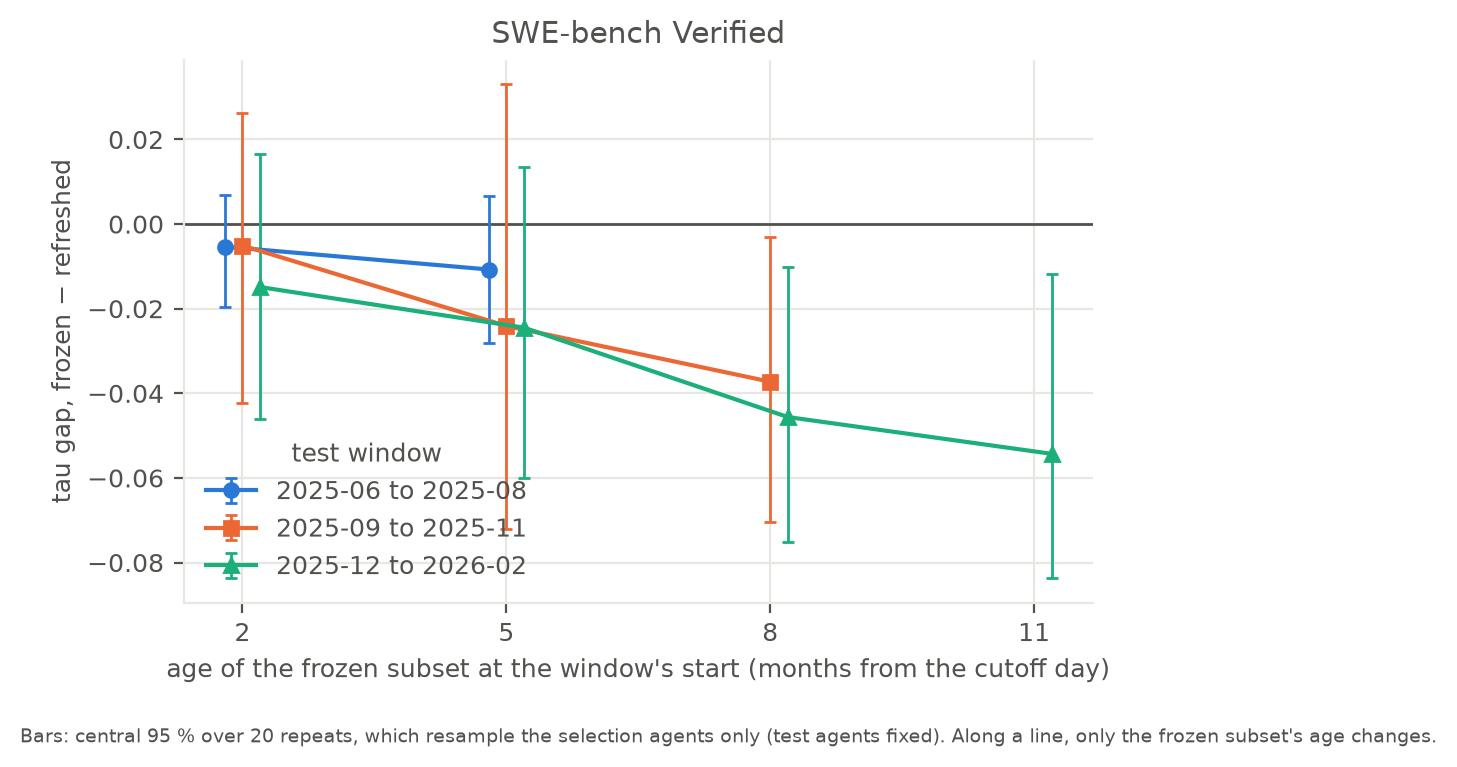 SWE-bench Verified
tau gap, frozen − refreshed
0.02
0.00
−0.02
−0.04
−0.06
−0.08
test window
2025-06 to 2025-08
2025-09 to 2025-11
2025-12 to 2026-02
2 5 8 11
age of the frozen subset at the window's start (months from the cutoff day)
Bars: central 95 % over 20 repeats, which resample the selection agents only (test agents fixed). Along a line, only the frozen subset's age changes.